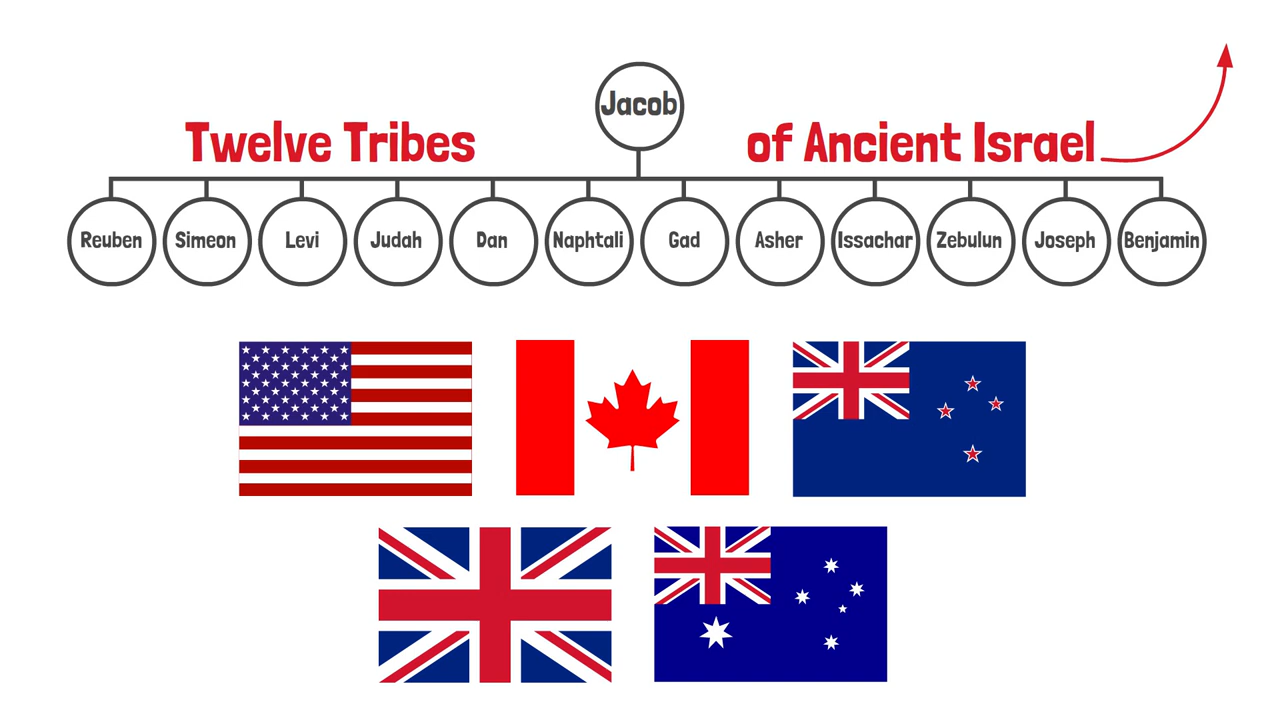 Jacob
Twelve Tribes of Ancient Israel
Reuben Simeon Levi Judah Dan Naphtali Gad Asher Issachar Zebulun Joseph Benjamin